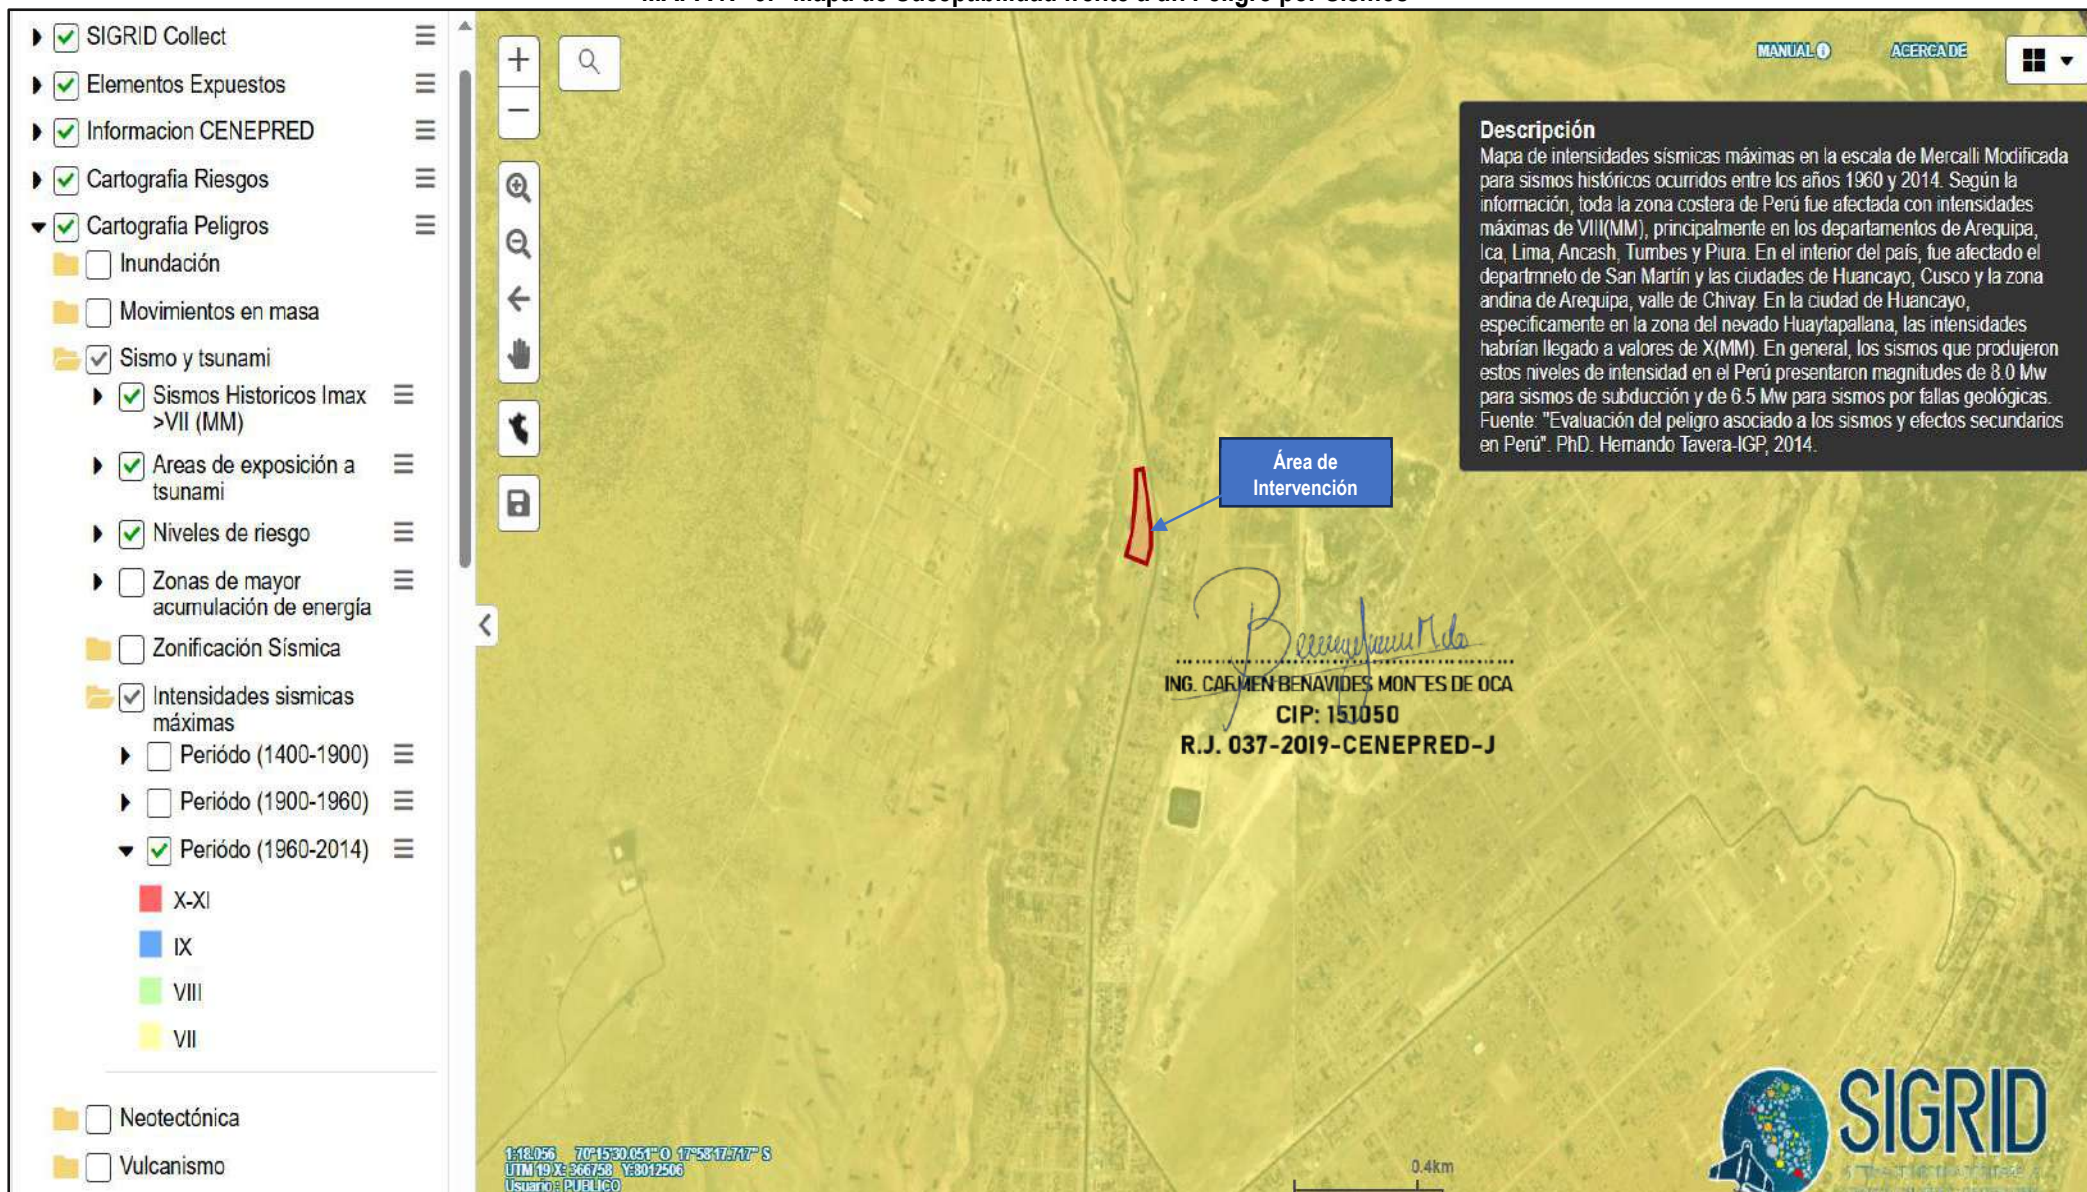 SIGRID Collect
Elementos Expuestos
Informacion CENEPRED
Cartografia Riesgos
Cartografia Peligros
Inundación
Movimientos en masa
Sismo y tsunami
Sismos Historicos Imax
>VII (MM)
Areas de exposición a
tsunami
Niveles de riesgo
Zonas de mayor
acumulación de energía
Zonificación Sísmica
Intensidades sismicas
máximas
Periódo (1400-1900)
Periódo (1900-1960)
Periódo (1960-2014)
X-XI
IX
VIII
VII
Neotectónica
Vulcanismo
MANUAL
ACERCA DE
Descripción
Mapa de intensidades sísmicas máximas en la escala de Mercalli Modificada
para sismos históricos ocurridos entre los años 1960 y 2014. Según la
información, toda la zona costera de Perú fue afectada con intensidades
máximas de VIII(MM), principalmente en los departamentos de Arequipa,
Ica, Lima, Ancash, Tumbes y Piura. En el interior del país, fue afectado el
departmneto de San Martín y las ciudades de Huancayo, Cusco y la zona
andina de Arequipa, valle de Chivay. En la ciudad de Huancayo,
especificamente en la zona del nevado Huaytapallana, las intensidades
habrían llegado a valores de X(MM). En general, los sismos que produjeron
estos niveles de intensidad en el Perú presentaron magnitudes de 8.0 Mw
para sismos de subducción y de 6.5 Mw para sismos por fallas geológicas.
Fuente: "Evaluación del peligro asociado a los sismos y efectos secundarios
en Perú". PhD. Hernando Tavera-IGP, 2014.
Área de
Intervención
ING. CARMEN BENAVIDES MONTES DE OCA
CIP: 151050
R.J. 037-2019-CENEPRED-J
1:18.056 70°15'30.051" O 17°58'17.747" S
UTM 19 X: 366758 Y:8012506
Usuario : PUBLICO
0.4km
SIGRID